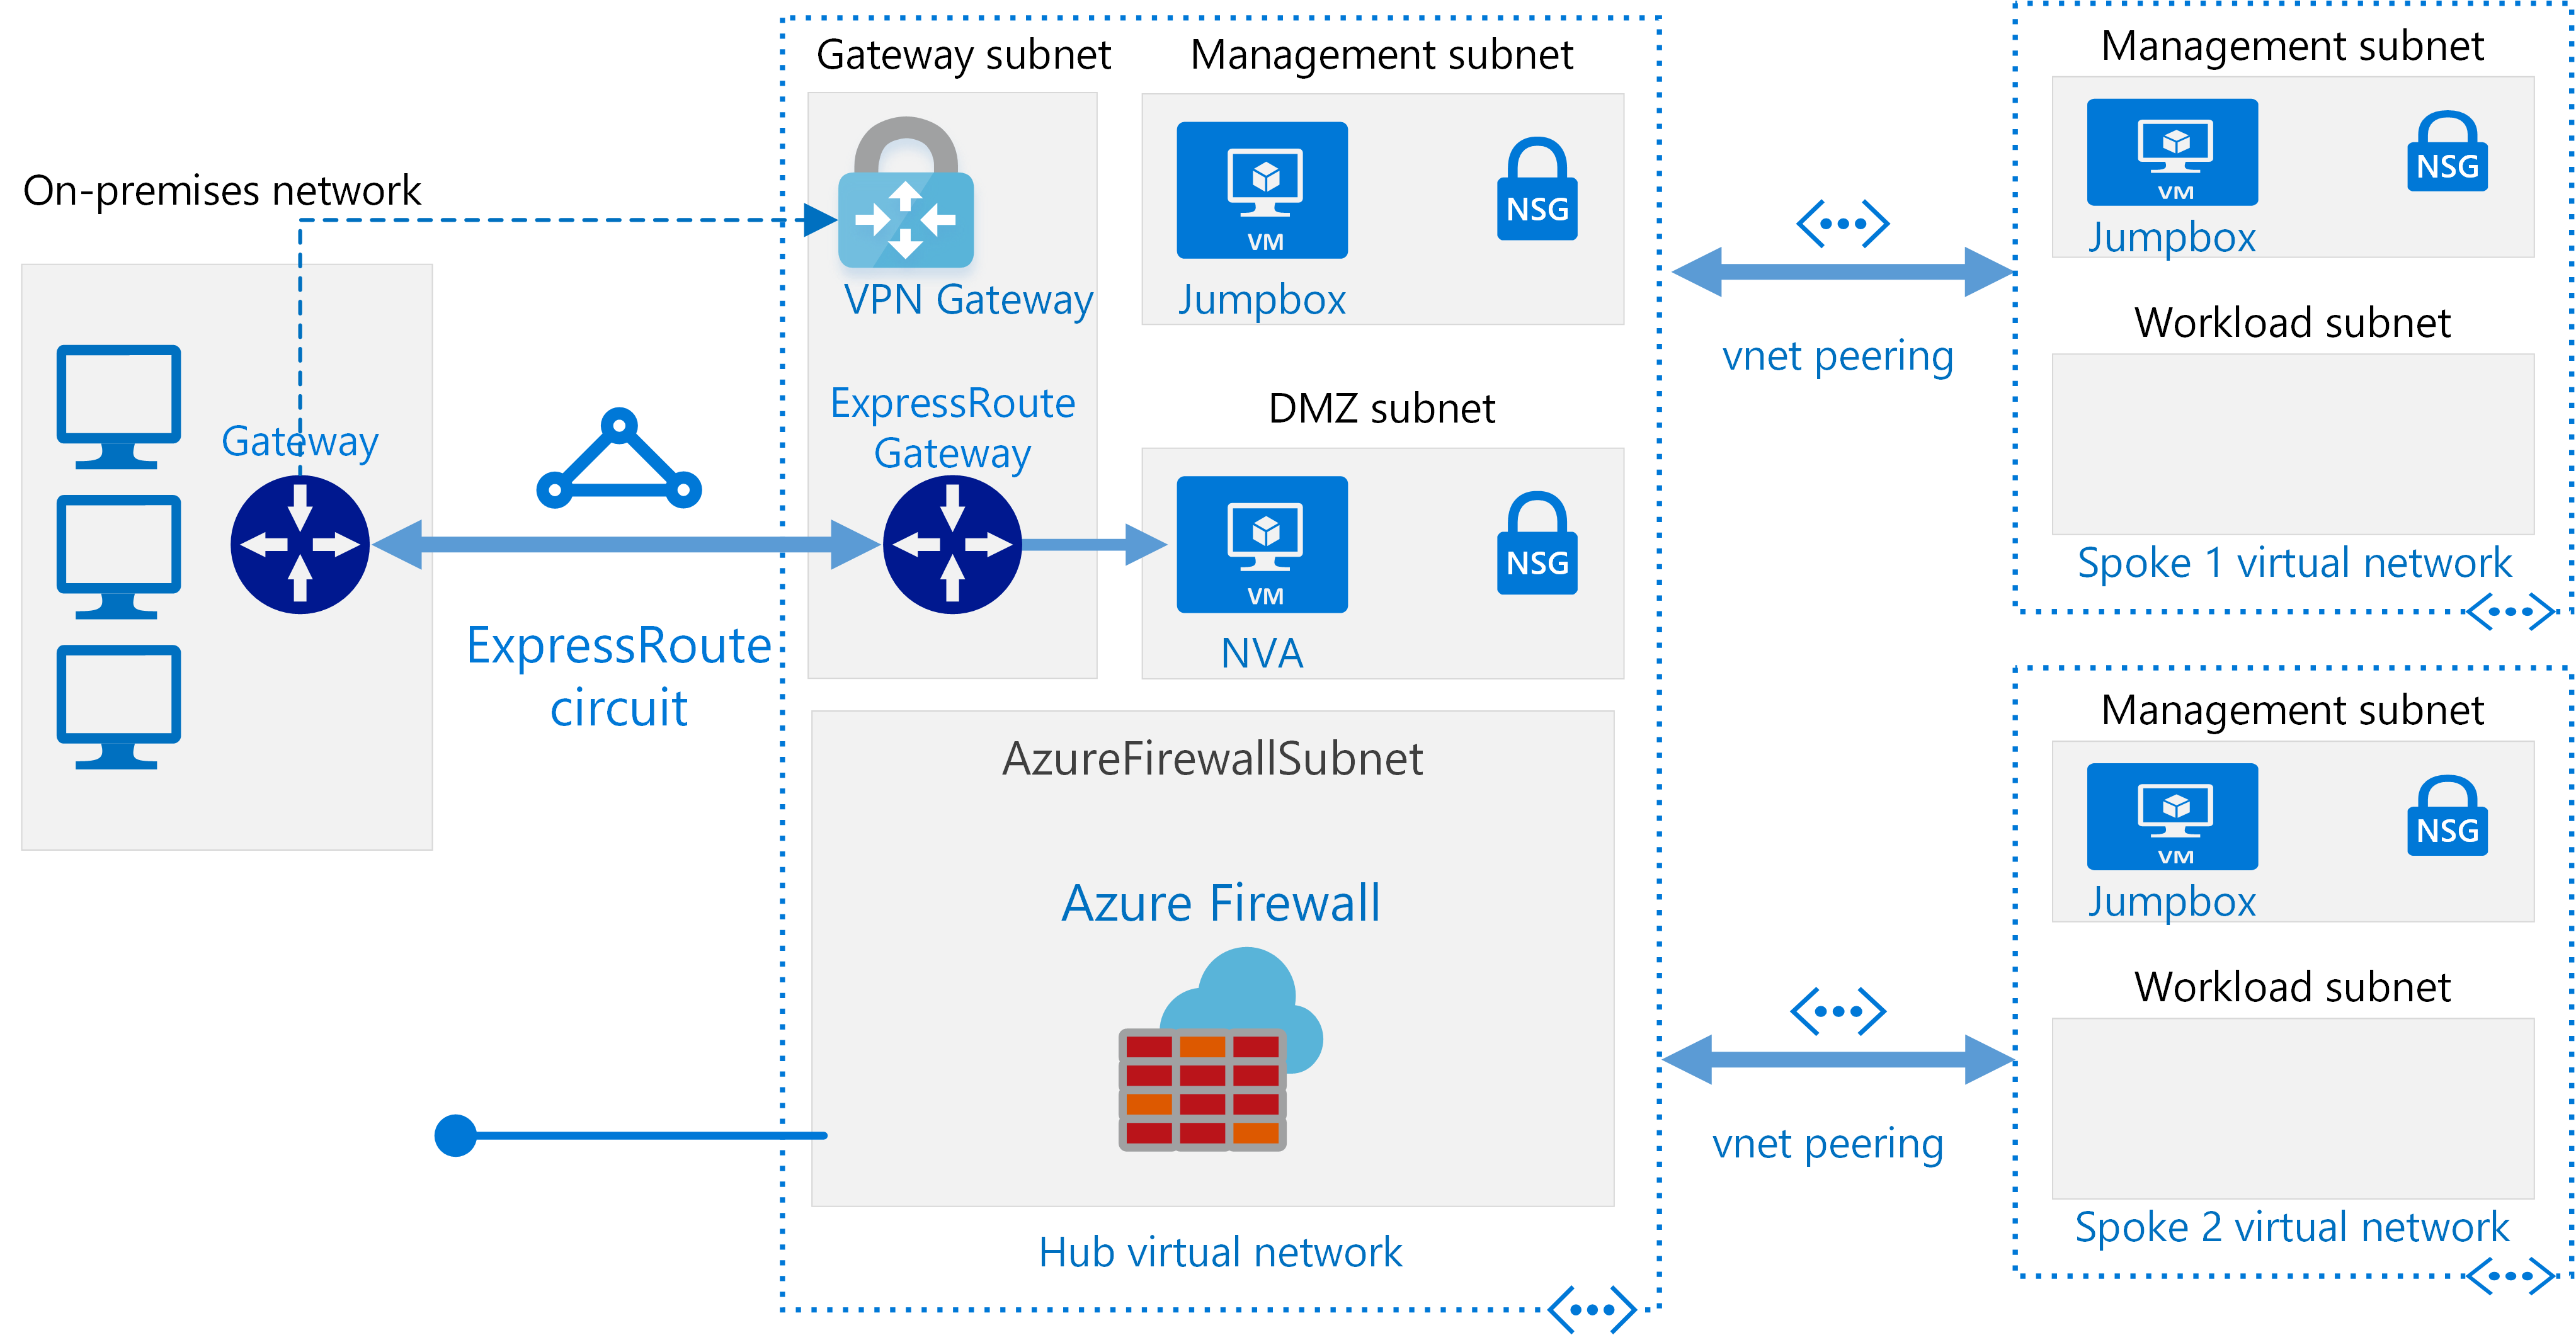 On-premises network
Gateway
ExpressRoute
circuit
Gateway subnet
VPN Gateway
ExpressRoute
Gateway
Management subnet
VM
Jumpbox
NSG
DMZ subnet
VM
NVA
NSG
AzureFirewallSubnet
Azure Firewall
Hub virtual network
vnet peering
vnet peering
Management subnet
VM
Jumpbox
NSG
Workload subnet
Spoke 1 virtual network
Management subnet
VM
Jumpbox
NSG
Workload subnet
Spoke 2 virtual network